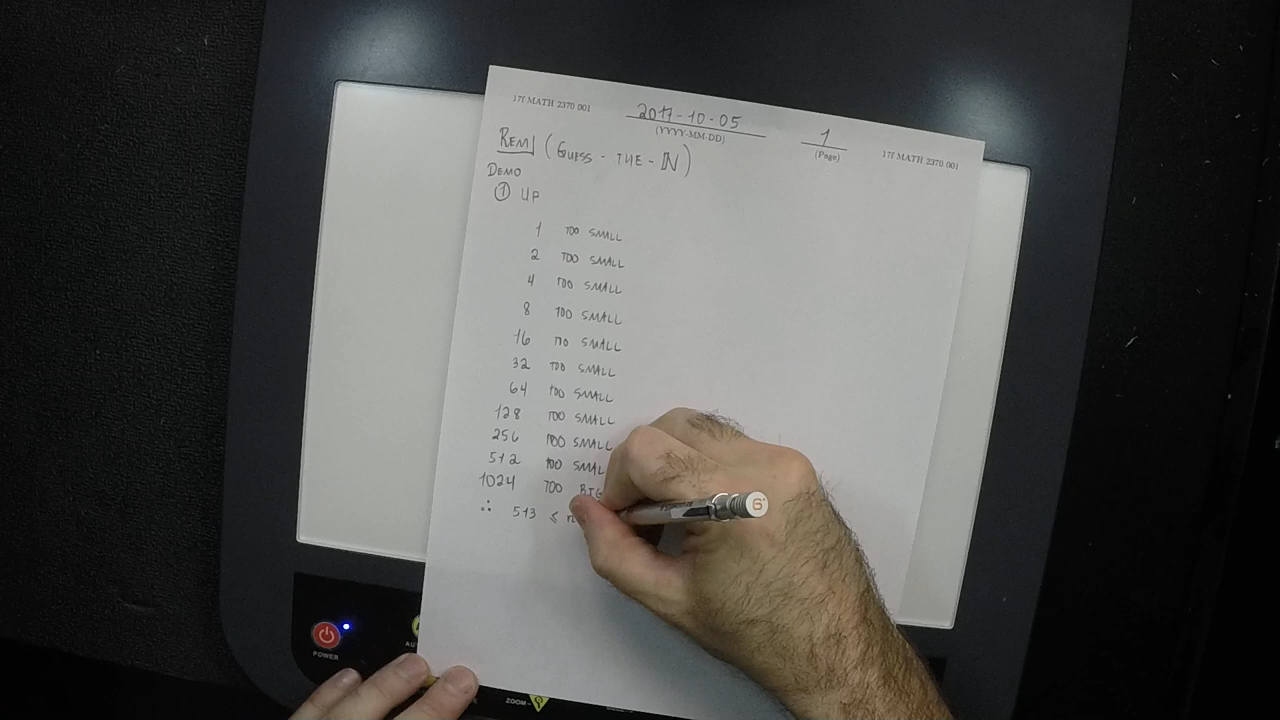 17f MATH 2370 001 2017-10-05 1 17f MATH 2370 001
(YYYY-MM-DD) (Page)
REM (GUESS-THE-ℕ)
DEMO
① UP
1 TOO SMALL
2 TOO SMALL
4 TOO SMALL
8 TOO SMALL
16 TOO SMALL
32 TOO SMALL
64 TOO SMALL
128 TOO SMALL
256 TOO SMALL
512 TOO SMALL
1024 TOO BIG
∴ 513 ≤
POWER
ZOOM-